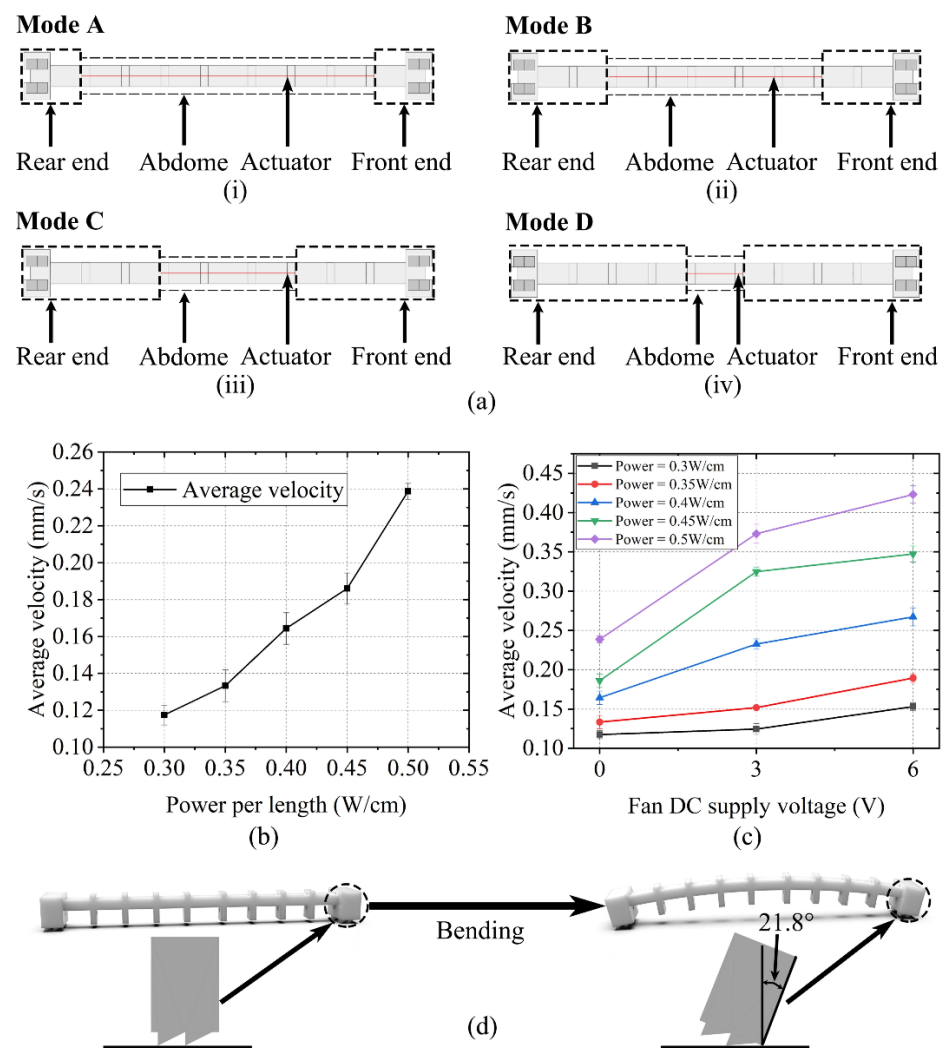 Mode A
Mode B
Rear end Abdome Actuator Front end
Rear end Abdome Actuator Front end
(i)
(ii)
Mode C
Mode D
Rear end Abdome Actuator Front end
Rear end Abdome Actuator Front end
(iii)
(iv)
(a)
Average velocity (mm/s)
0.26
0.24
0.22
0.20
0.18
0.16
0.14
0.12
0.10
Average velocity
0.25 0.30 0.35 0.40 0.45 0.50 0.55
Power per length (W/cm)
(b)
Average velocity (mm/s)
0.45
0.40
0.35
0.30
0.25
0.20
0.15
0.10
Power = 0.3W/cm
Power = 0.35W/cm
Power = 0.4W/cm
Power = 0.45W/cm
Power = 0.5W/cm
0 3 6
Fan DC supply voltage (V)
(c)
Bending
21.8°
(d)